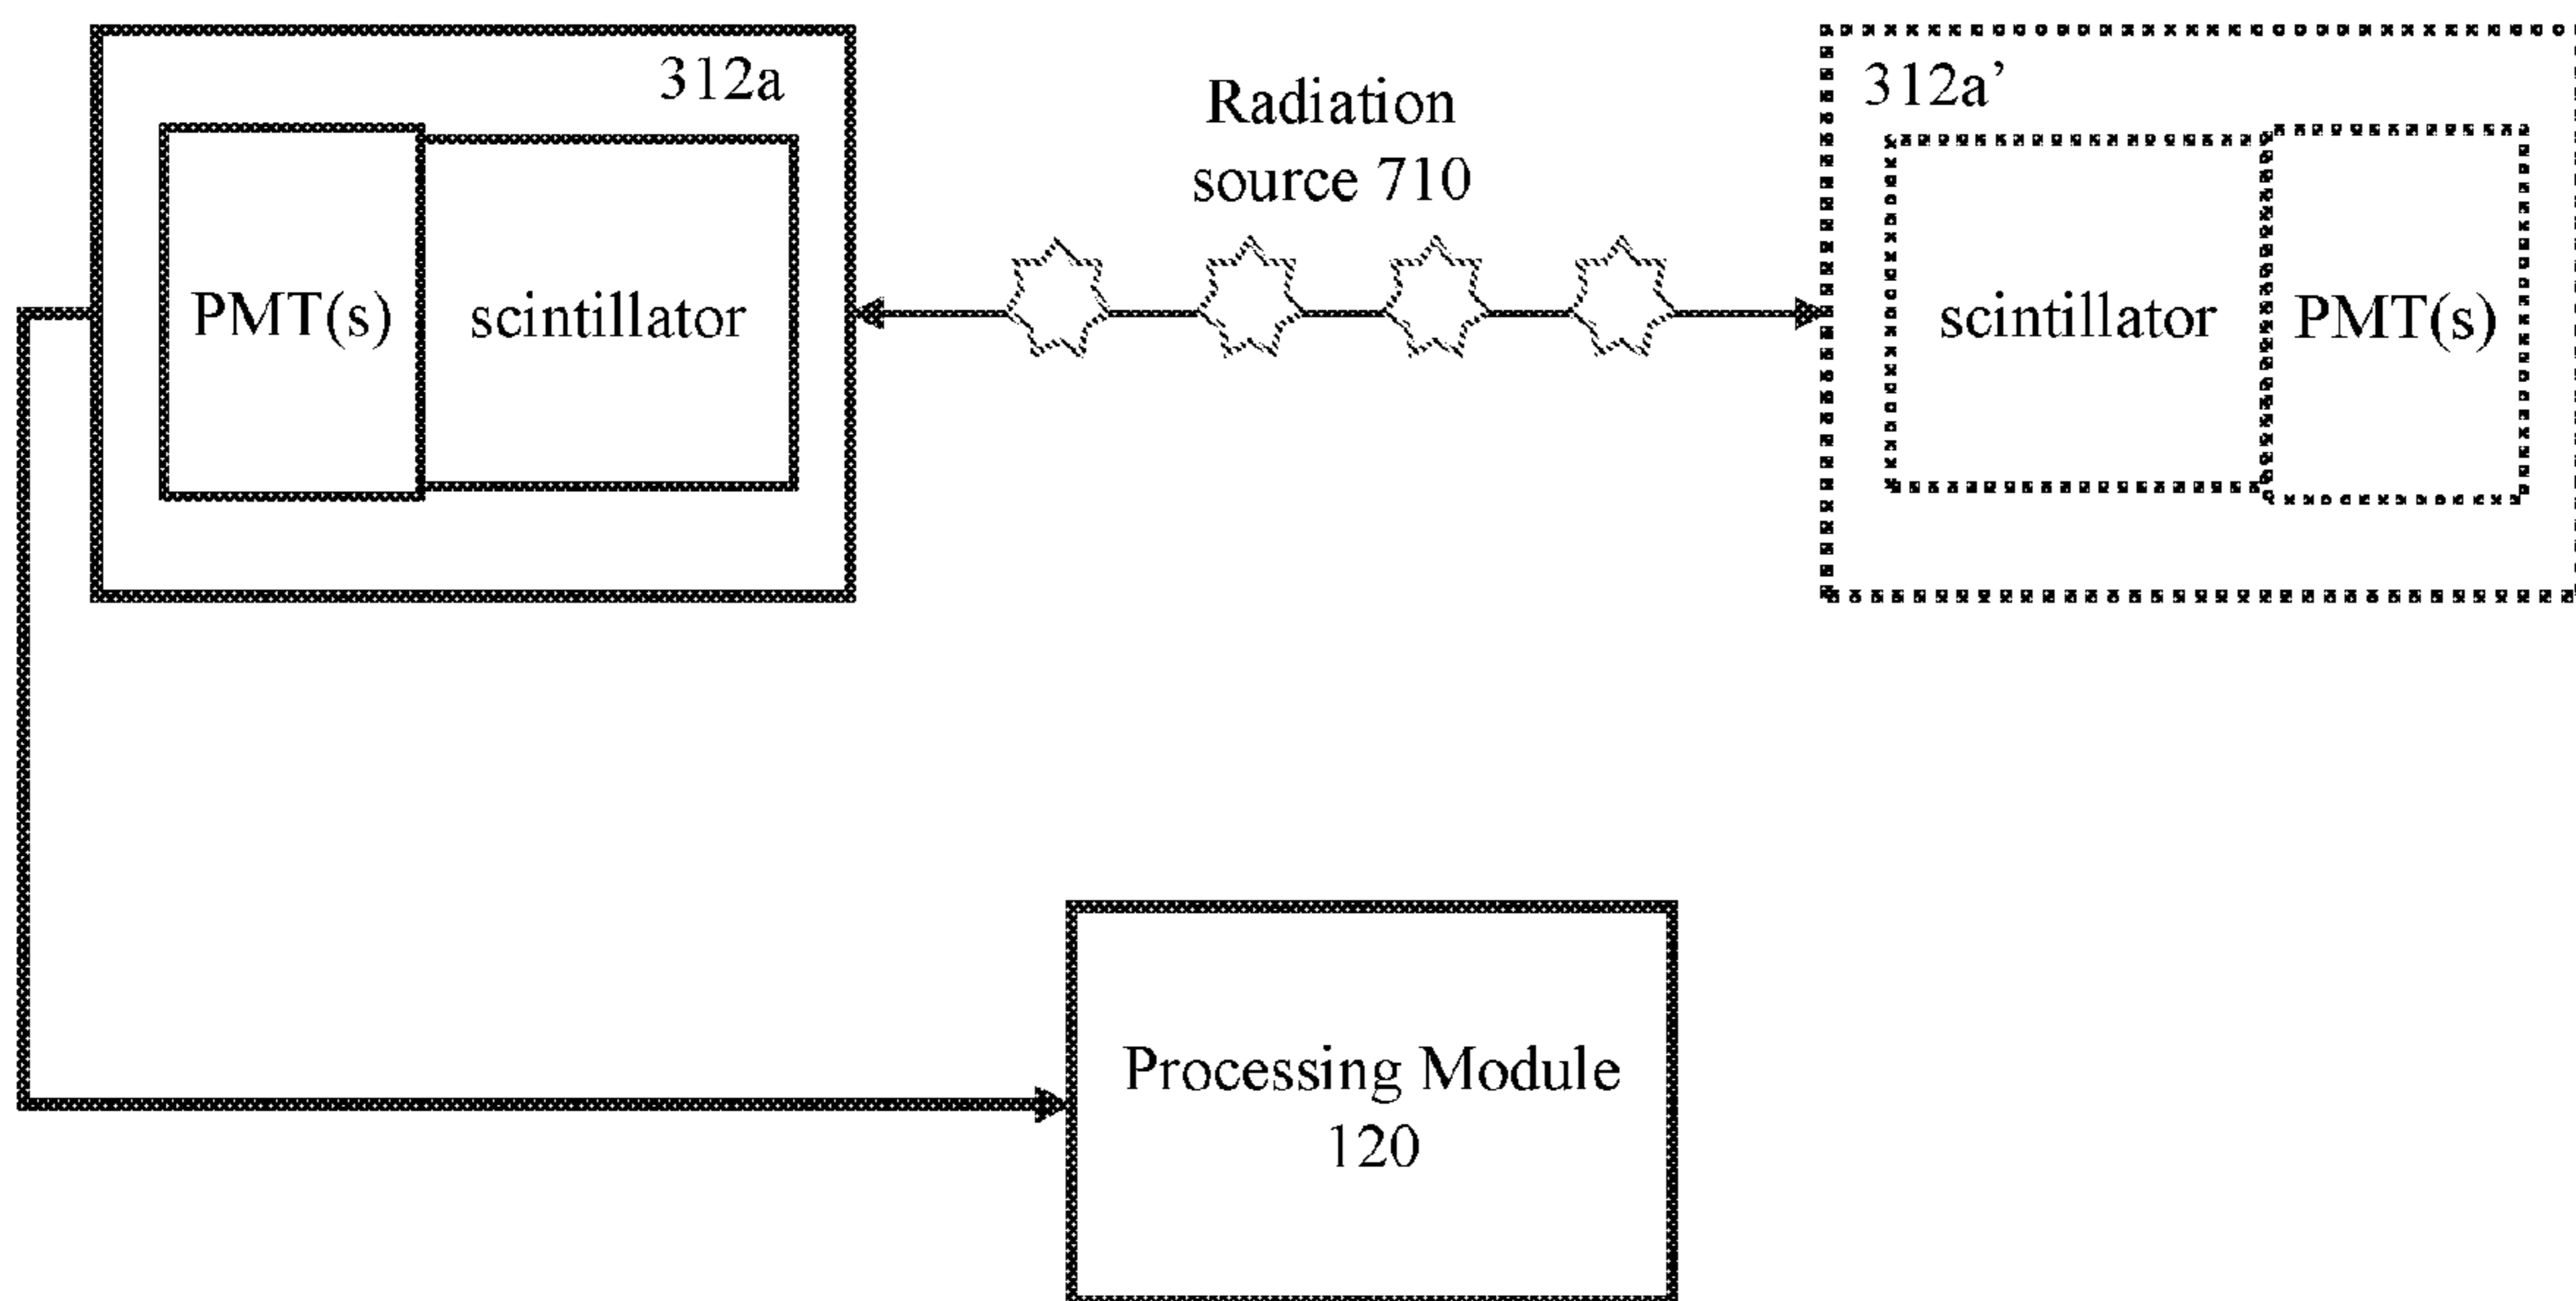 312a
PMT(s)
scintillator
Radiation
source 710
312a’
scintillator
PMT(s)
Processing Module
120